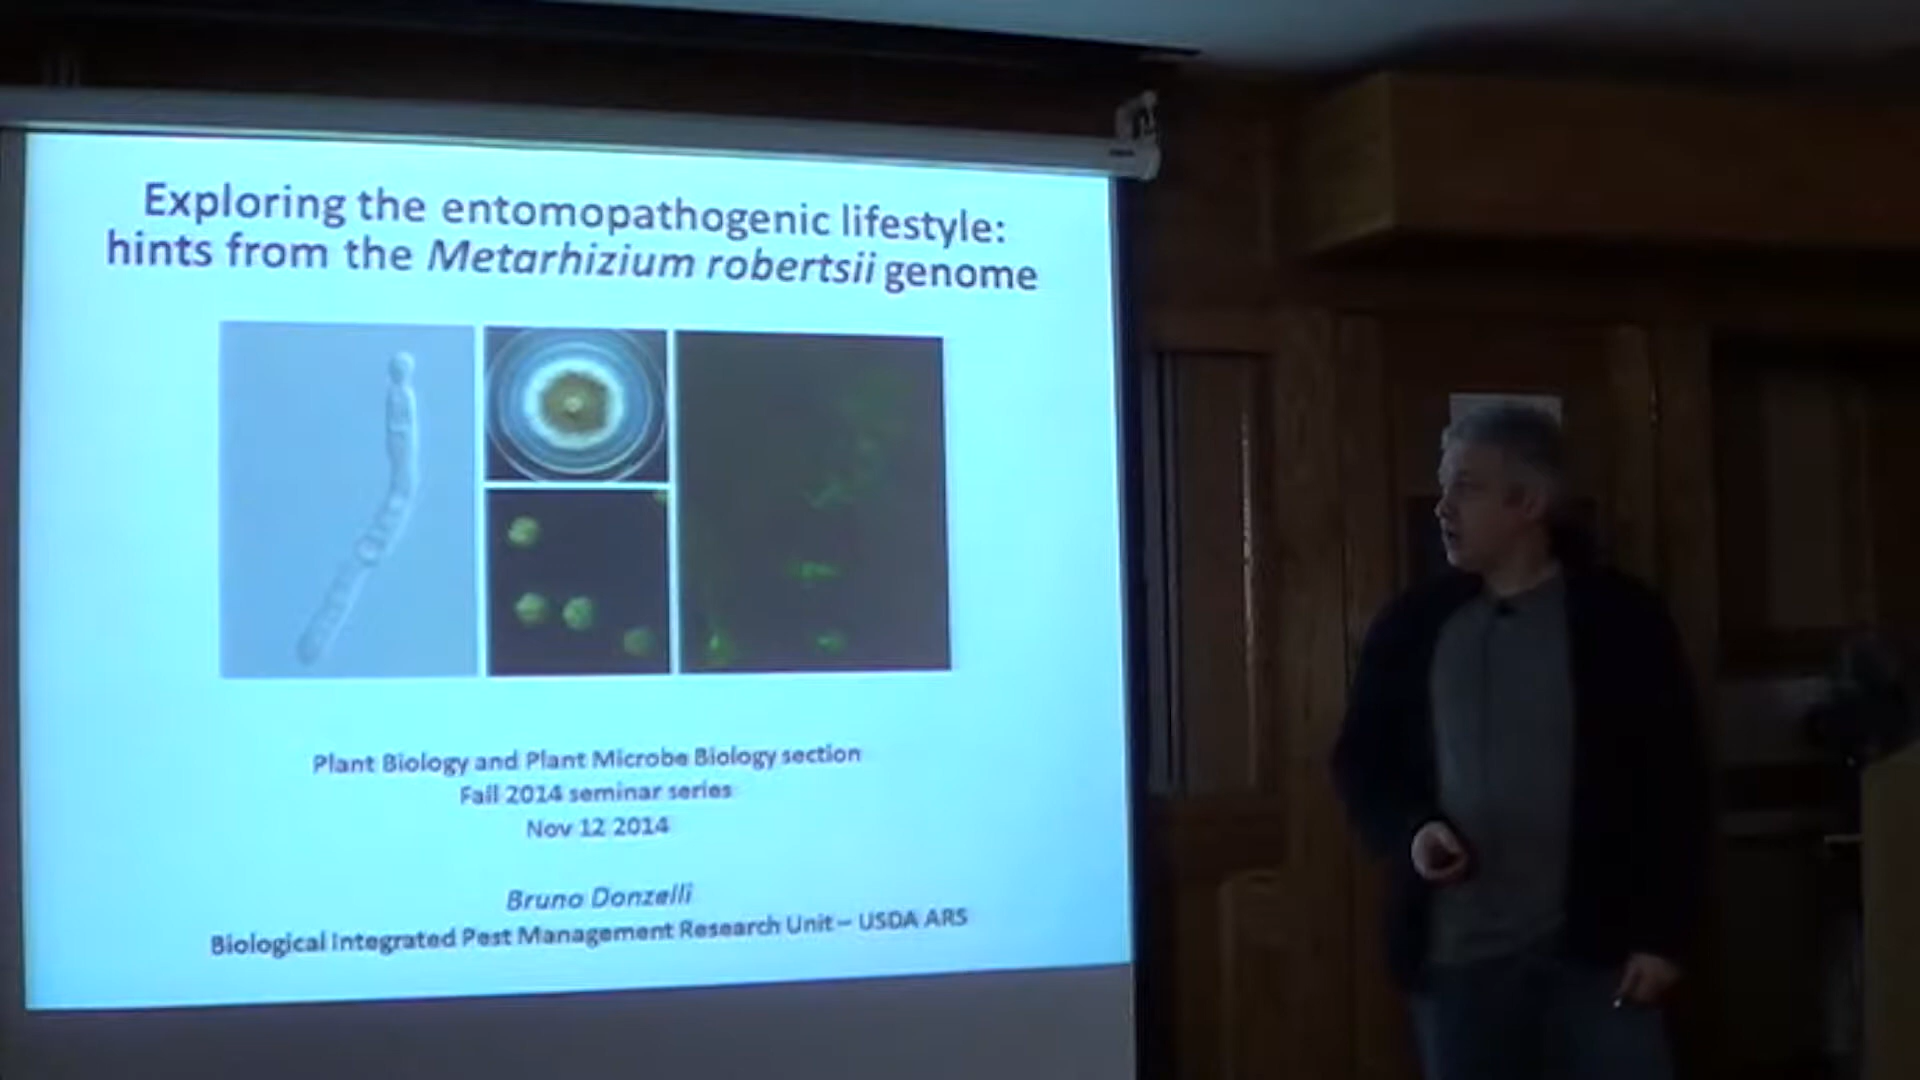 Exploring the entomopathogenic lifestyle:
hints from the Metarhizium robertsii genome
Plant Biology and Plant Microbe Biology section
Fall 2014 seminar series
Nov 12 2014
Bruno Donzelli
Biological Integrated Pest Management Research Unit – USDA ARS